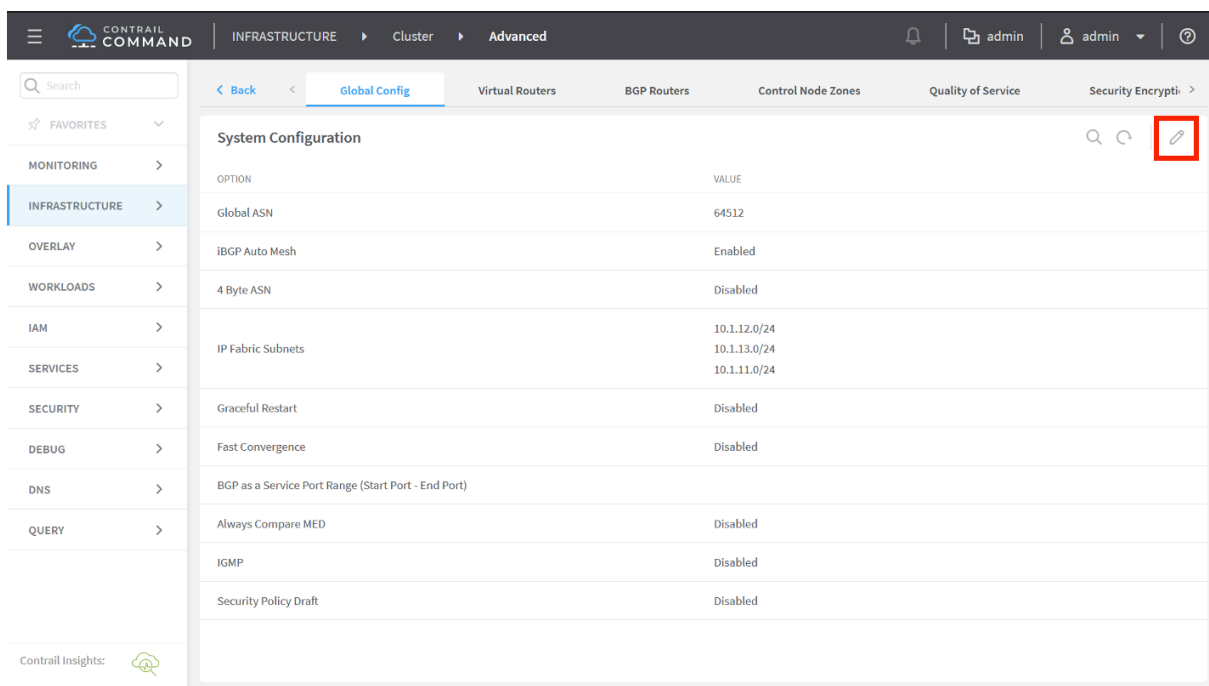 CONTRAIL
COMMAND
INFRASTRUCTURE Cluster Advanced
admin admin
Search
FAVORITES
MONITORING
INFRASTRUCTURE
OVERLAY
WORKLOADS
IAM
SERVICES
SECURITY
DEBUG
DNS
QUERY
Contrail Insights:
Back Global Config Virtual Routers BGP Routers Control Node Zones Quality of Service Security
System Configuration
OPTION VALUE
Global ASN 64512
iBGP Auto Mesh Enabled
4 Byte ASN Disabled
IP Fabric Subnets
10.1.12.0/24
10.1.13.0/24
10.1.11.0/24
Graceful Restart Disabled
Fast Convergence Disabled
BGP as a Service Port Range (Start Port - End Port)
Always Compare MED Disabled
IGMP Disabled
Security Policy Draft Disabled